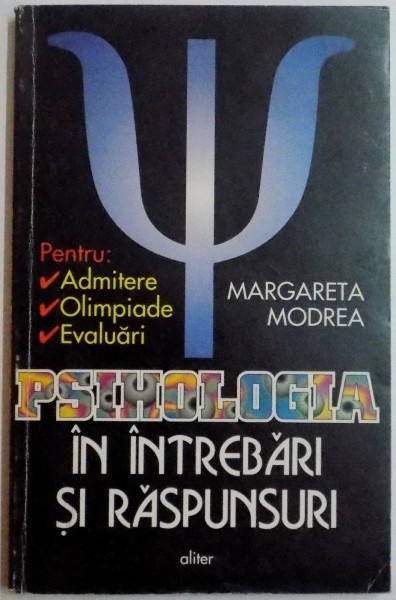 Pentru:
✓Admitere
✓Olimpiade
✓Evaluări
MARGARETA
MODREA
PSIHOLOGIA
ÎN ÎNTREBĂRI
ȘI RĂSPUNSURI
aliter